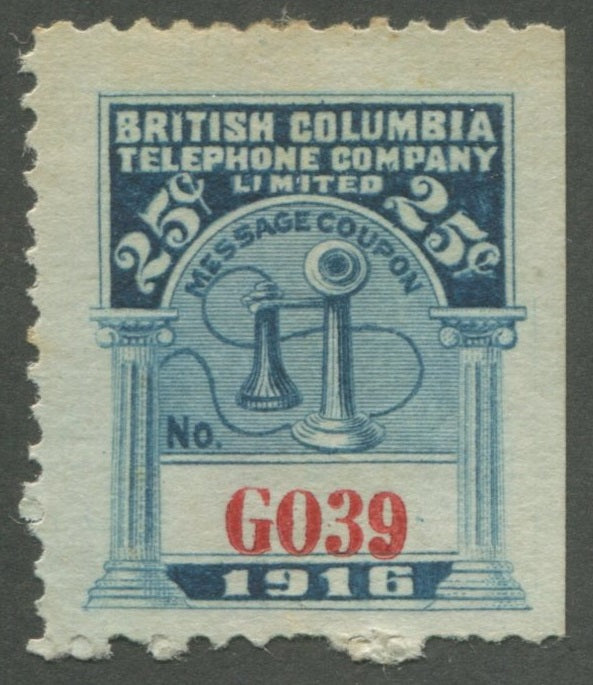 BRITISH COLUMBIA
TELEPHONE COMPANY
LIMITED
25¢ 25¢
MESSAGE COUPON
No.
G039
1916